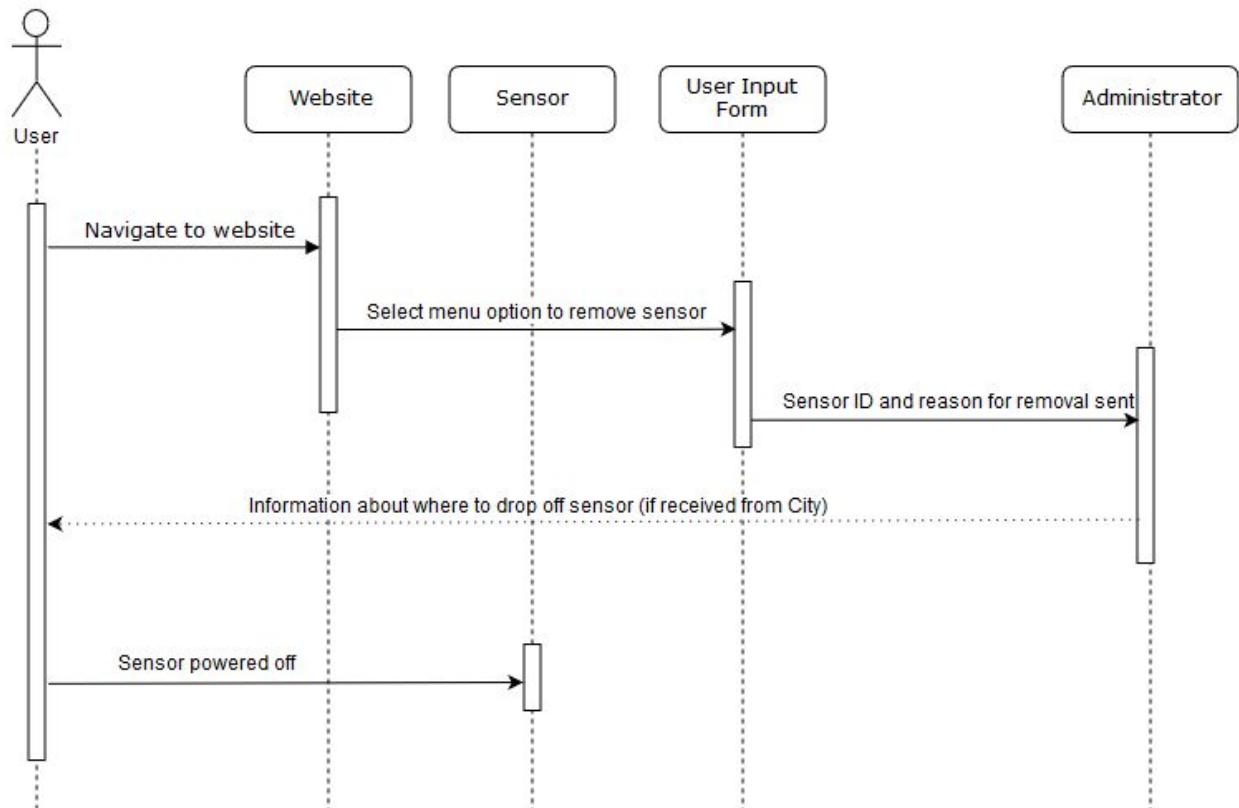 User
Website
Sensor
User Input
Form
Administrator
Navigate to website
Select menu option to remove sensor
Sensor ID and reason for removal sent
Information about where to drop off sensor (if received from City)
Sensor powered off